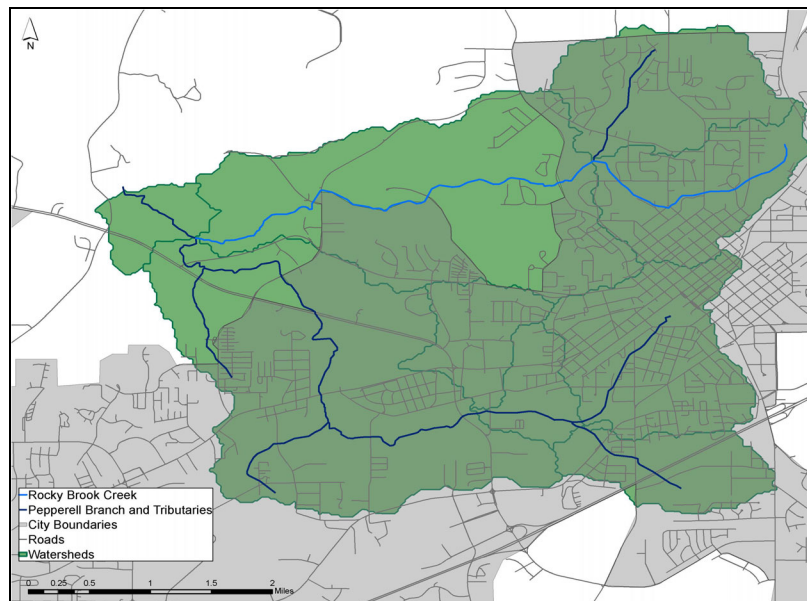 N
Rocky Brook Creek
Pepperell Branch and Tributaries
City Boundaries
Roads
Watersheds
0 0.25 0.5 1 1.5 2
Miles